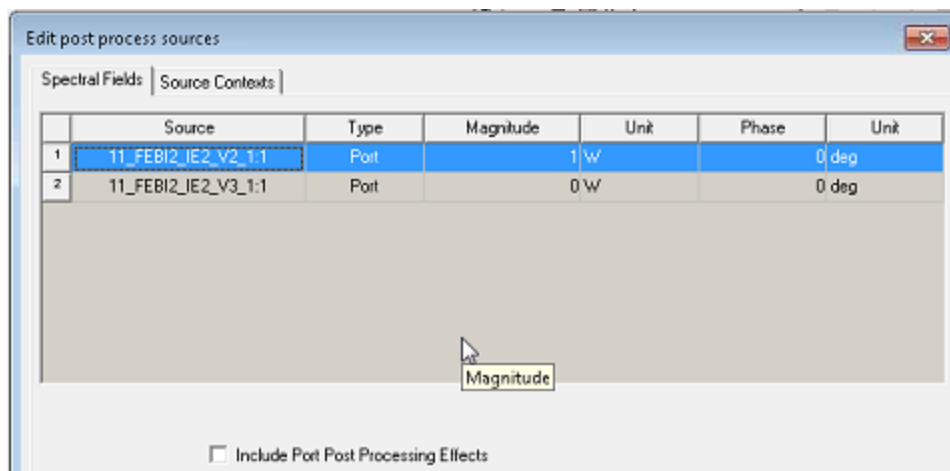 Edit post process sources
Spectral Fields Source Contexts
Source Type Magnitude Unit Phase Unit
1 11_FEBI2_IE2_V2_1:1 Port 1 W 0 deg
2 11_FEBI2_IE2_V3_1:1 Port 0 W 0 deg
Magnitude
Include Port Post Processing Effects